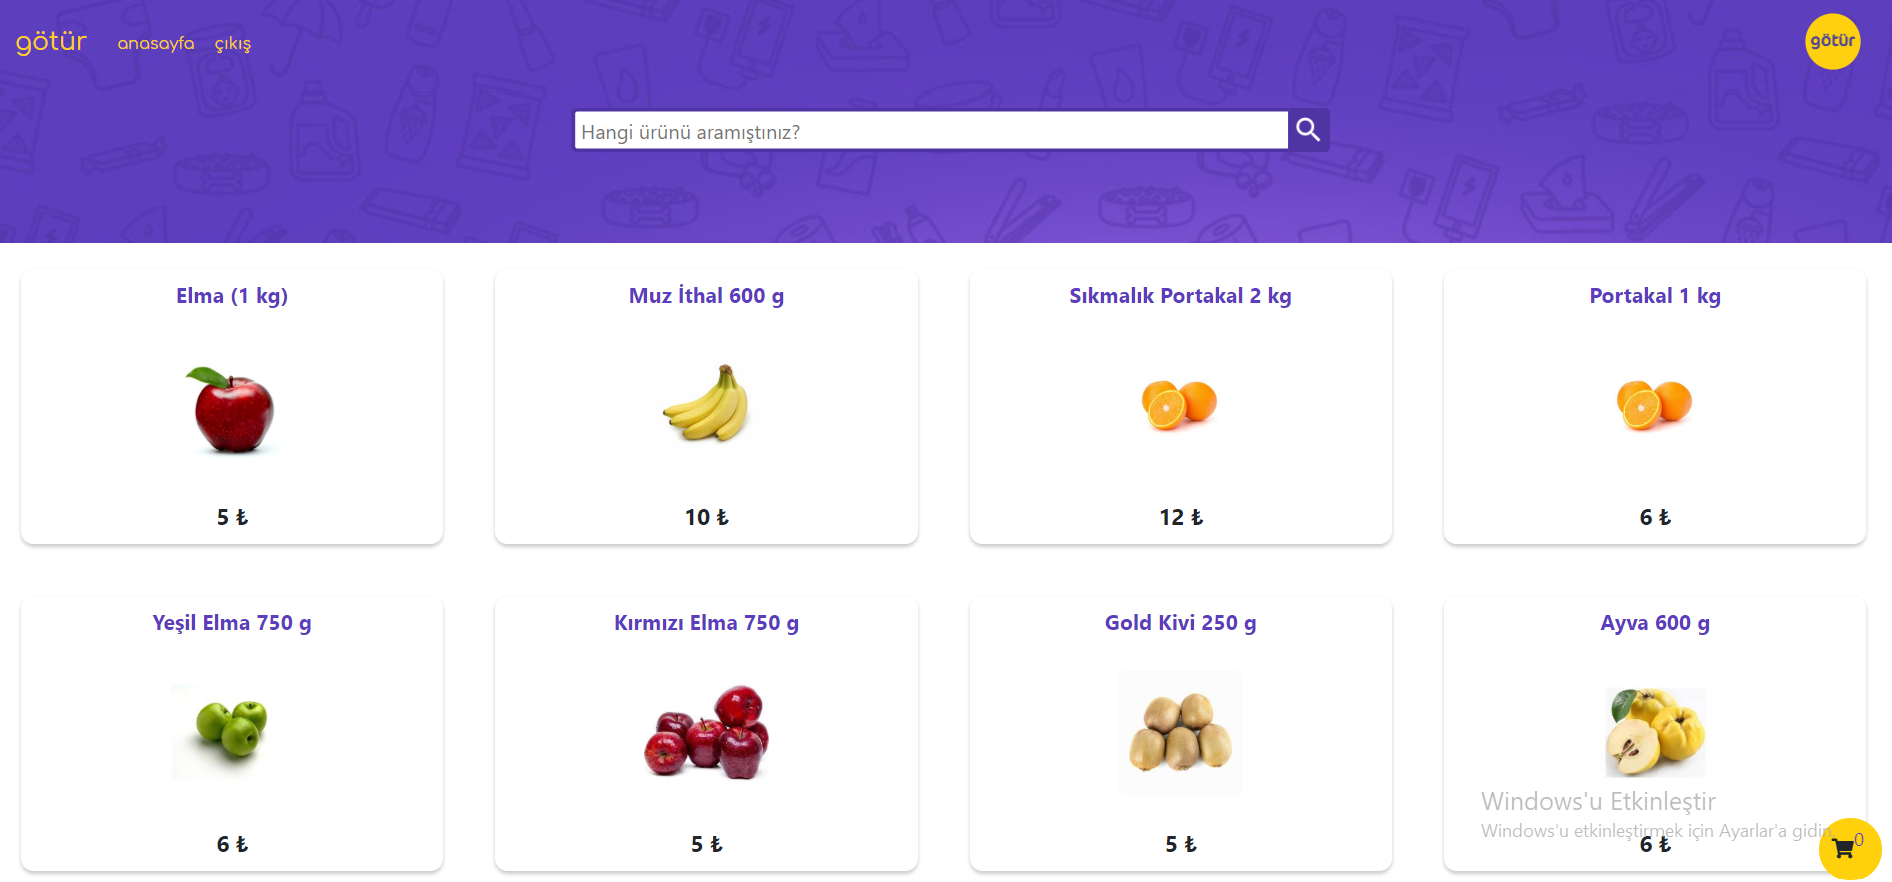 götür anasayfa çıkış götür
Hangi ürünü aramıştınız?
Elma (1 kg)
Muz İthal 600 g
Sıkmalık Portakal 2 kg
Portakal 1 kg
5 ₺
10 ₺
12 ₺
6 ₺
Yeşil Elma 750 g
Kırmızı Elma 750 g
Gold Kivi 250 g
Ayva 600 g
Windows'u Etkinleştir
Windows'u etkinleştirmek için Ayarlar'a gidin.
6 ₺
5 ₺
5 ₺
6 ₺
0